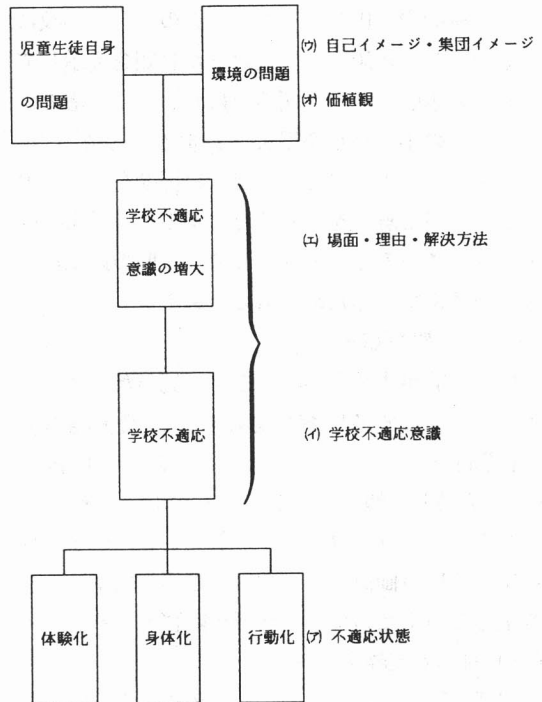 児童生徒自身
の問題
環境の問題
(ウ) 自己イメージ・集団イメージ
(オ) 価植観
学校不適応
意識の増大
(エ) 場面・理由・解決方法
学校不適応
(イ) 学校不適応意識
体験化
身体化
行動化
(ア) 不適応状態